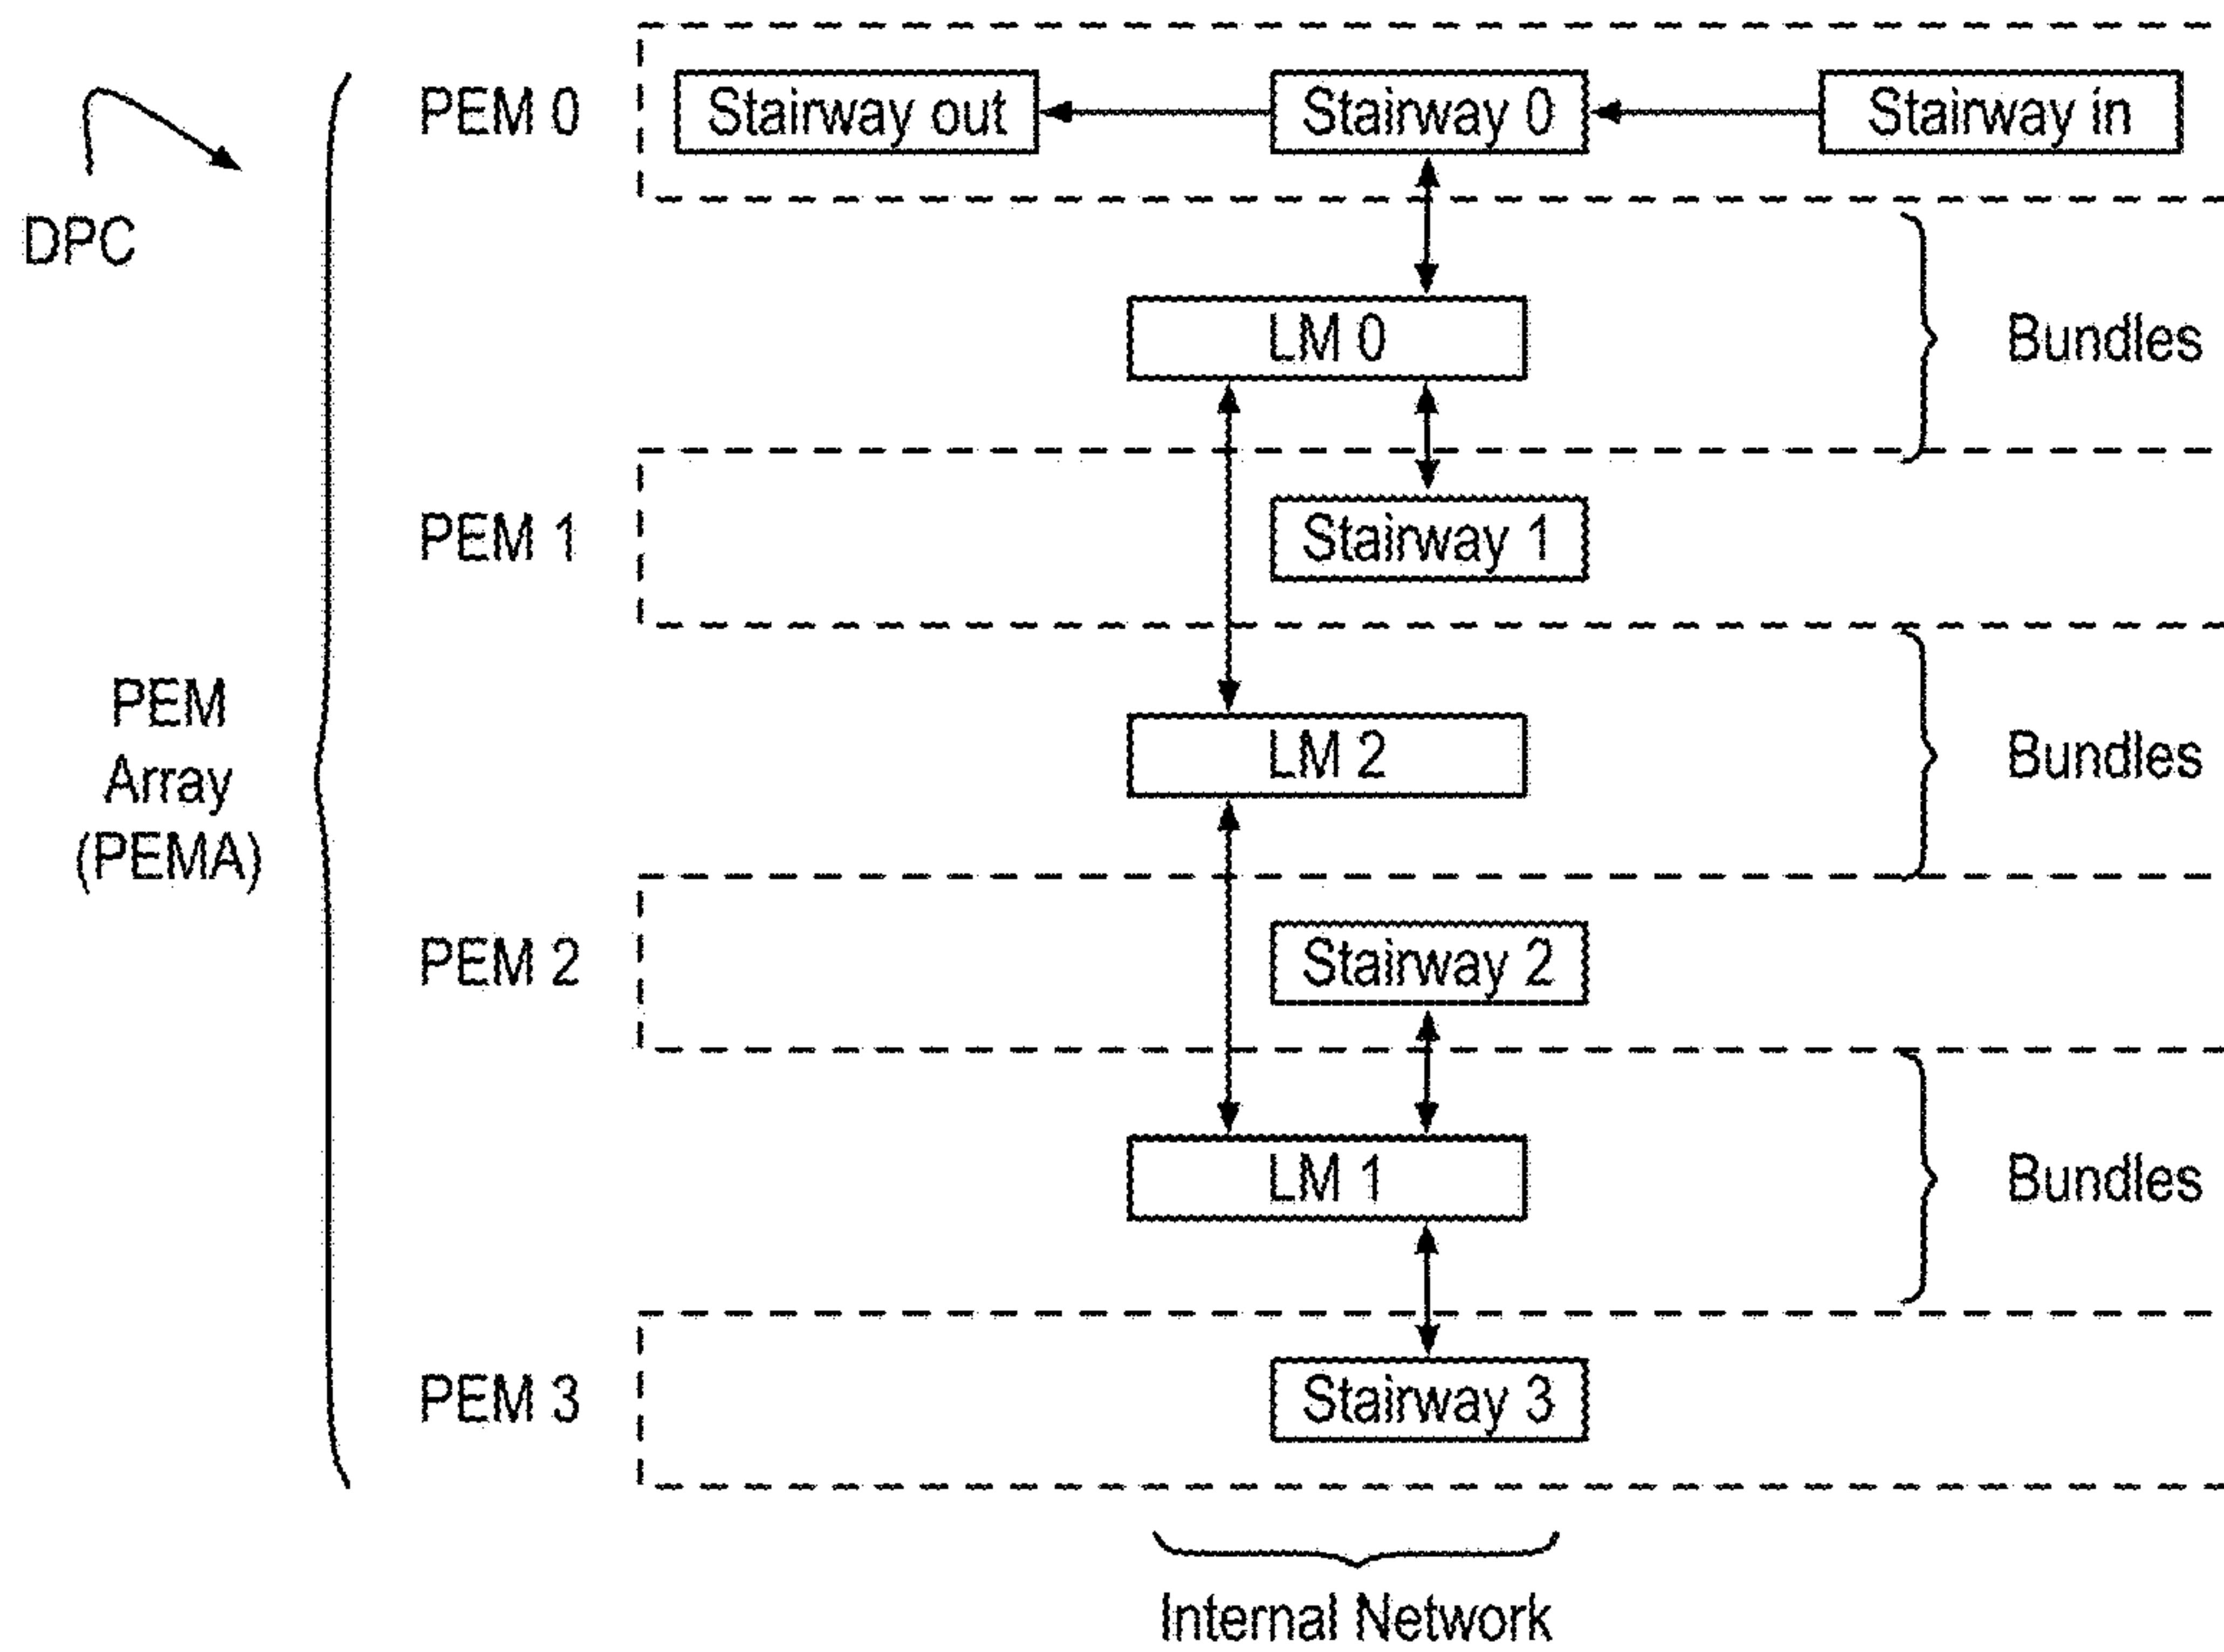 PEM 0
Stairway out
Stairway 0
Stairway in
DPC
LM 0
Bundles
PEM 1
Stairway 1
PEM
Array
(PEMA)
LM 2
Bundles
PEM 2
Stairway 2
LM 1
Bundles
PEM 3
Stairway 3
Internal Network